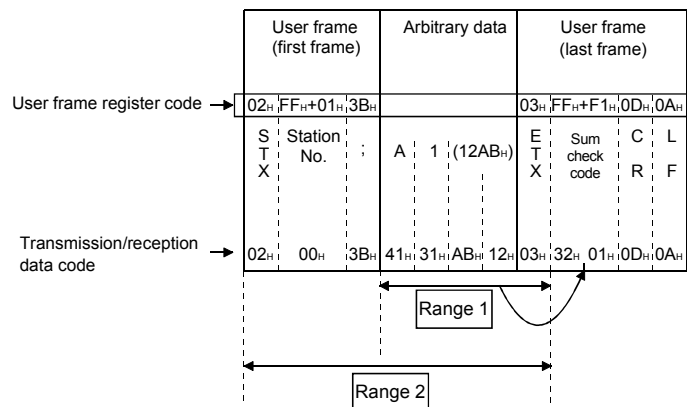 User frame (first frame) Arbitrary data User frame (last frame)
User frame register code 02H FFH+01H 3BH 03H FFH+F1H 0DH 0AH
STX Station No. ; A 1 (12ABH) ETX Sum check code CR LF
Transmission/reception data code 02H 00H 3BH 41H 31H ABH 12H 03H 32H 01H 0DH 0AH
Range 1
Range 2